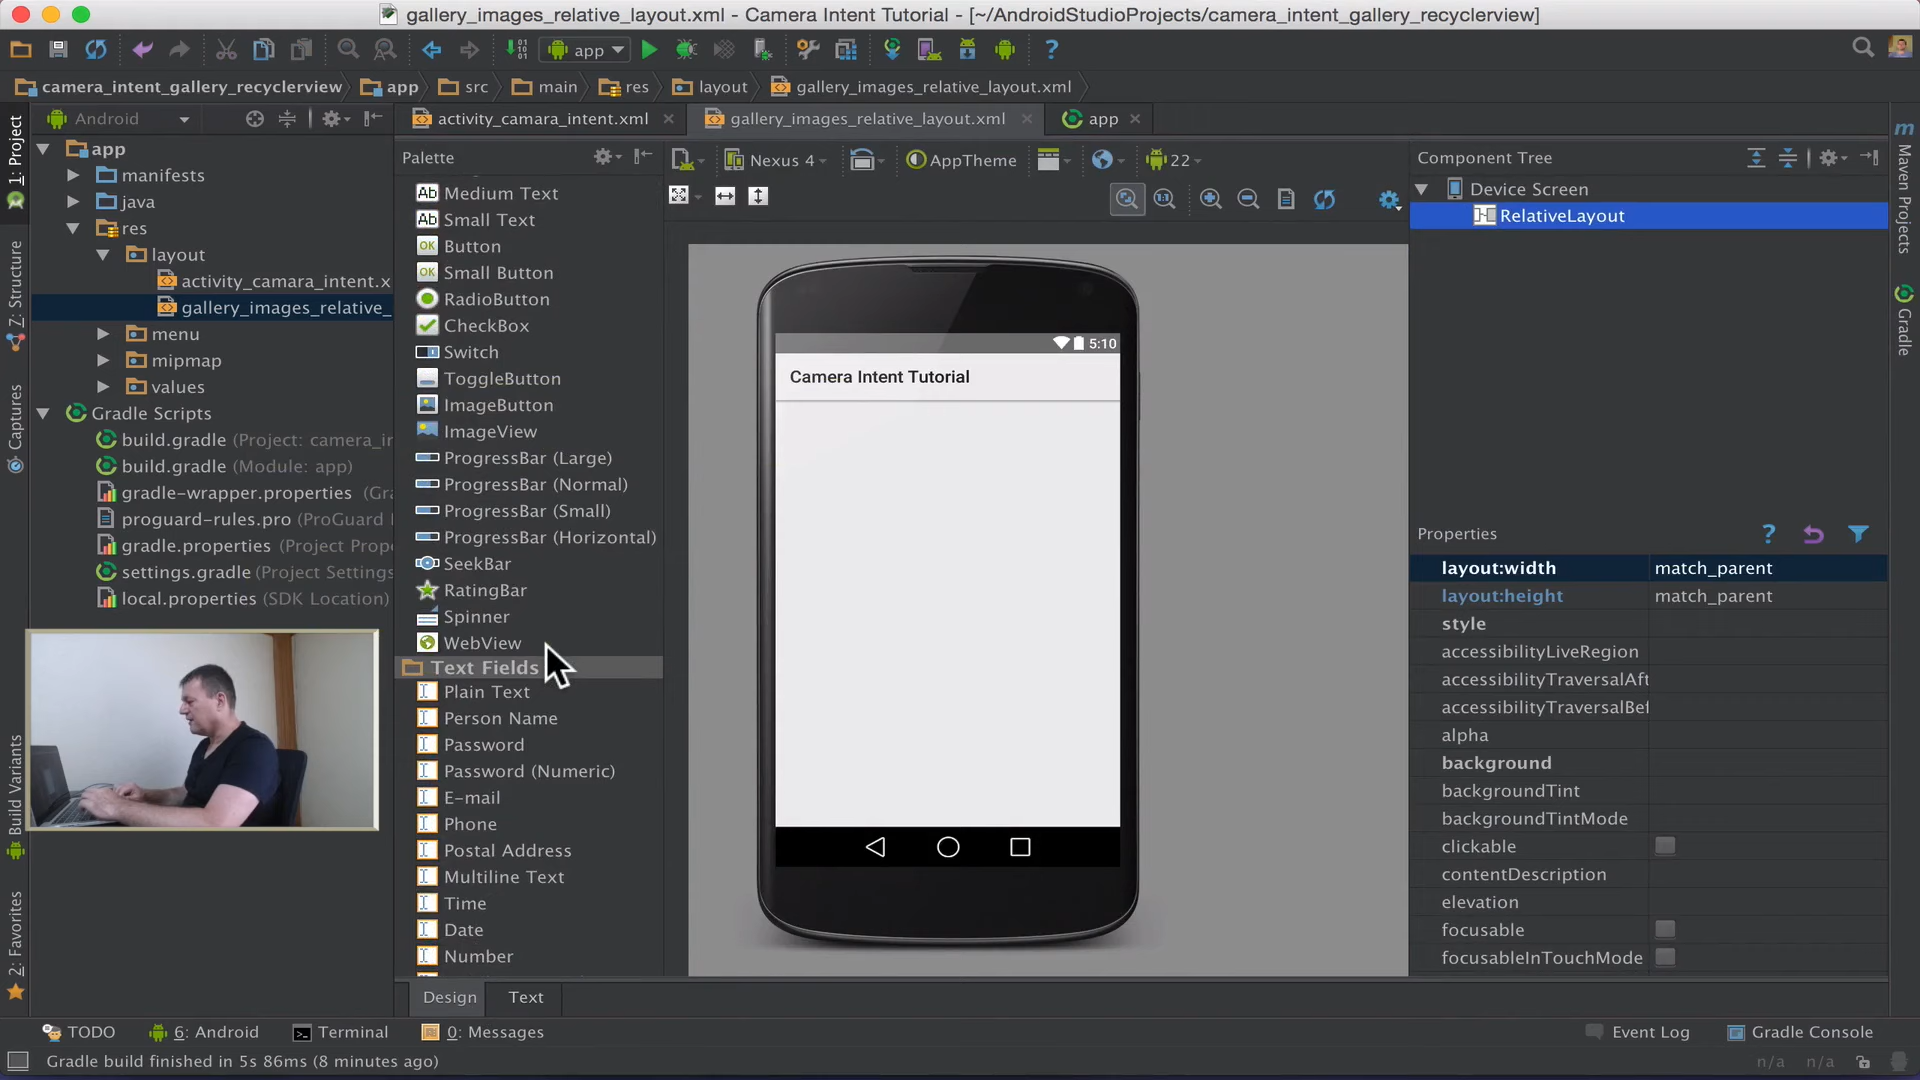 gallery_images_relative_layout.xml - Camera Intent Tutorial - [~/AndroidStudioProjects/camera_intent_gallery_recyclerview]
app
camera_intent_gallery_recyclerview app src main res layout gallery_images_relative_layout.xml
Android
activity_camara_intent.xml gallery_images_relative_layout.xml app
1: Project
Z: Structure
Captures
Build Variants
2: Favorites
app
manifests
java
res
layout
activity_camara_intent.x
gallery_images_relative_
menu
mipmap
values
Gradle Scripts
build.gradle (Project: camera_ir
build.gradle (Module: app)
gradle-wrapper.properties (Gra
proguard-rules.pro (ProGuard
gradle.properties (Project Prope
settings.gradle (Project Settings
local.properties (SDK Location)
Palette
Ab Medium Text
Ab Small Text
OK Button
OK Small Button
RadioButton
CheckBox
Switch
ToggleButton
ImageButton
ImageView
ProgressBar (Large)
ProgressBar (Normal)
ProgressBar (Small)
ProgressBar (Horizontal)
SeekBar
RatingBar
Spinner
WebView
Text Fields
Plain Text
Person Name
Password
Password (Numeric)
E-mail
Phone
Postal Address
Multiline Text
Time
Date
Number
Design Text
Nexus 4 AppTheme 22
5:10
Camera Intent Tutorial
Component Tree
Device Screen
RelativeLayout
Properties
layout:width match_parent
layout:height match_parent
style
accessibilityLiveRegion
accessibilityTraversalAft
accessibilityTraversalBef
alpha
background
backgroundTint
backgroundTintMode
clickable
contentDescription
elevation
focusable
focusableInTouchMode
m Maven Projects
Gradle
TODO 6: Android Terminal 0: Messages Event Log Gradle Console
Gradle build finished in 5s 86ms (8 minutes ago) n/a n/a